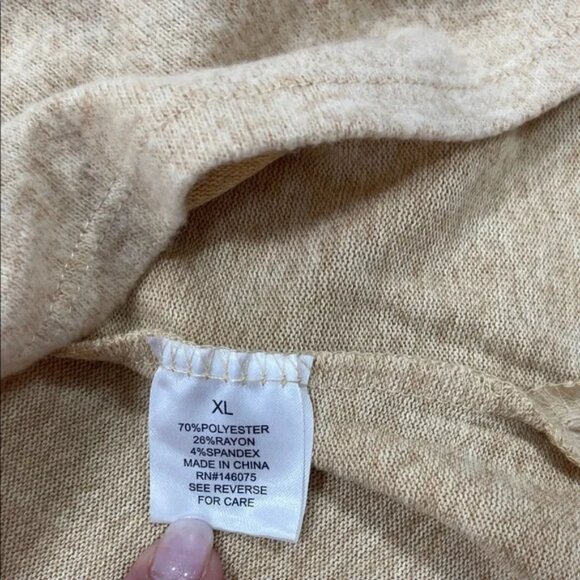 XL
70%POLYESTER
26%RAYON
4%SPANDEX
MADE IN CHINA
RN#146075
SEE REVERSE
FOR CARE